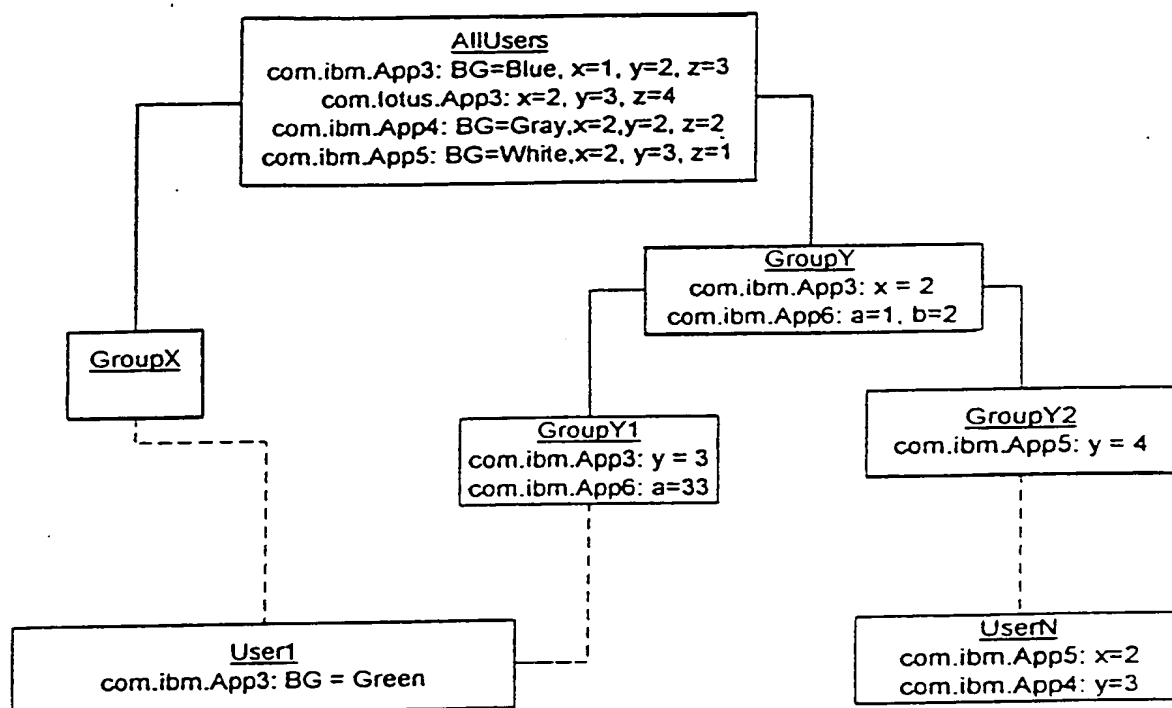 AllUsers
com.ibm.App3: BG=Blue, x=1, y=2, z=3
com.lotus.App3: x=2, y=3, z=4
com.ibm.App4: BG=Gray,x=2,y=2, z=2
com.ibm.App5: BG=White,x=2, y=3, z=1
GroupY
com.ibm.App3: x = 2
com.ibm.App6: a=1, b=2
GroupX
GroupY1
com.ibm.App3: y = 3
com.ibm.App6: a=33
GroupY2
com.ibm.App5: y = 4
User1
com.ibm.App3: BG = Green
UserN
com.ibm.App5: x=2
com.ibm.App4: y=3